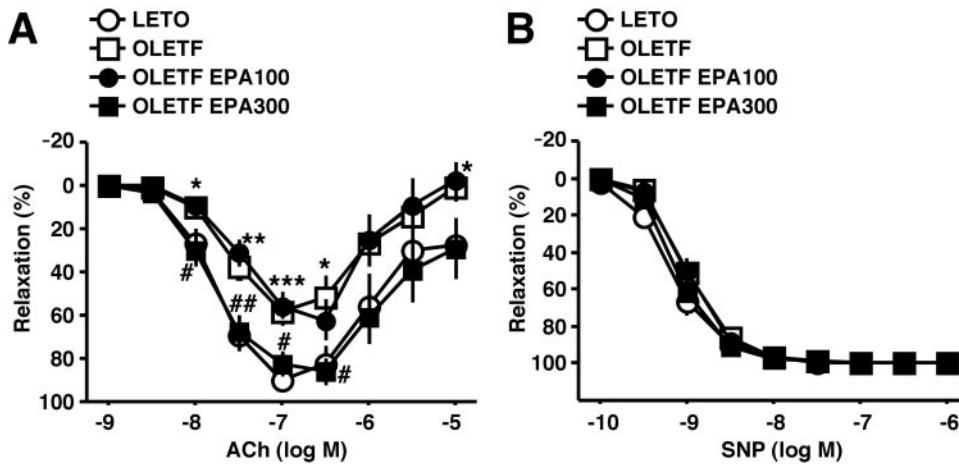 A
LETO
OLETF
OLETF EPA100
OLETF EPA300
-20
0
20
40
60
80
100
Relaxation (%)
*
**
***
*
*
#
##
#
#
-9
-8
-7
-6
-5
ACh (log M)
B
LETO
OLETF
OLETF EPA100
OLETF EPA300
-20
0
20
40
60
80
100
Relaxation (%)
-10
-9
-8
-7
-6
SNP (log M)